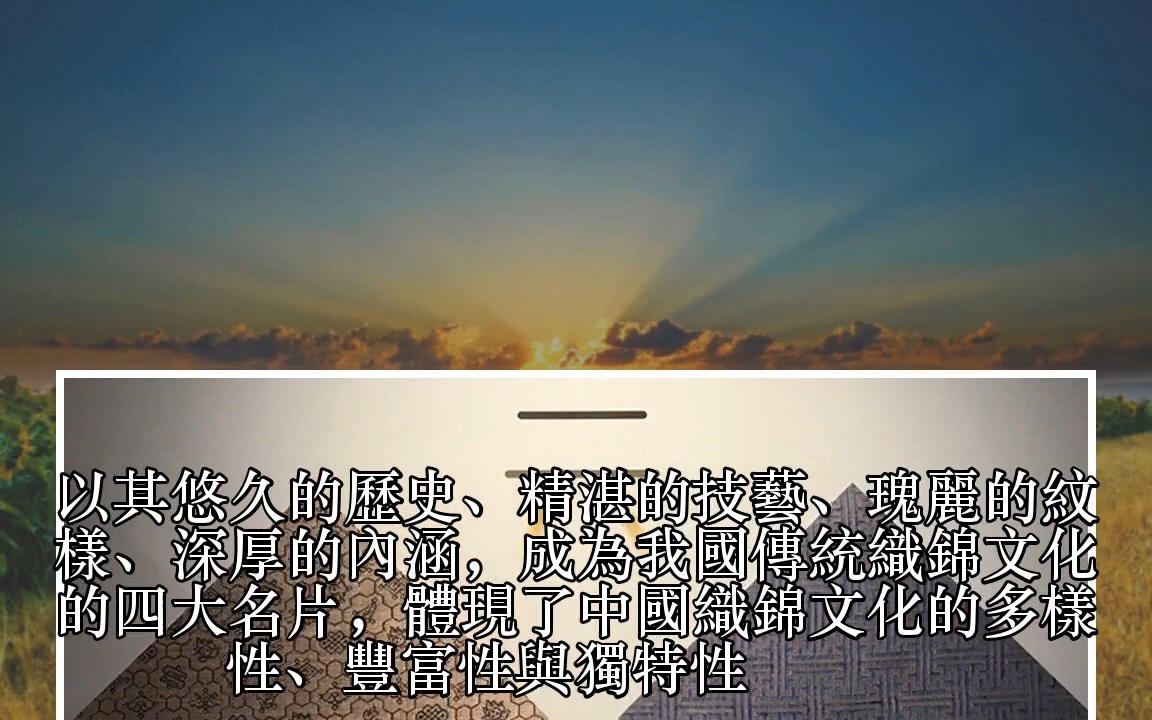 以其悠久的歷史、精湛的技藝、瑰麗的紋
樣、深厚的內涵，成為我國傳統織錦文化
的四大名片，體現了中國織錦文化的多樣
性、豐富性與獨特性